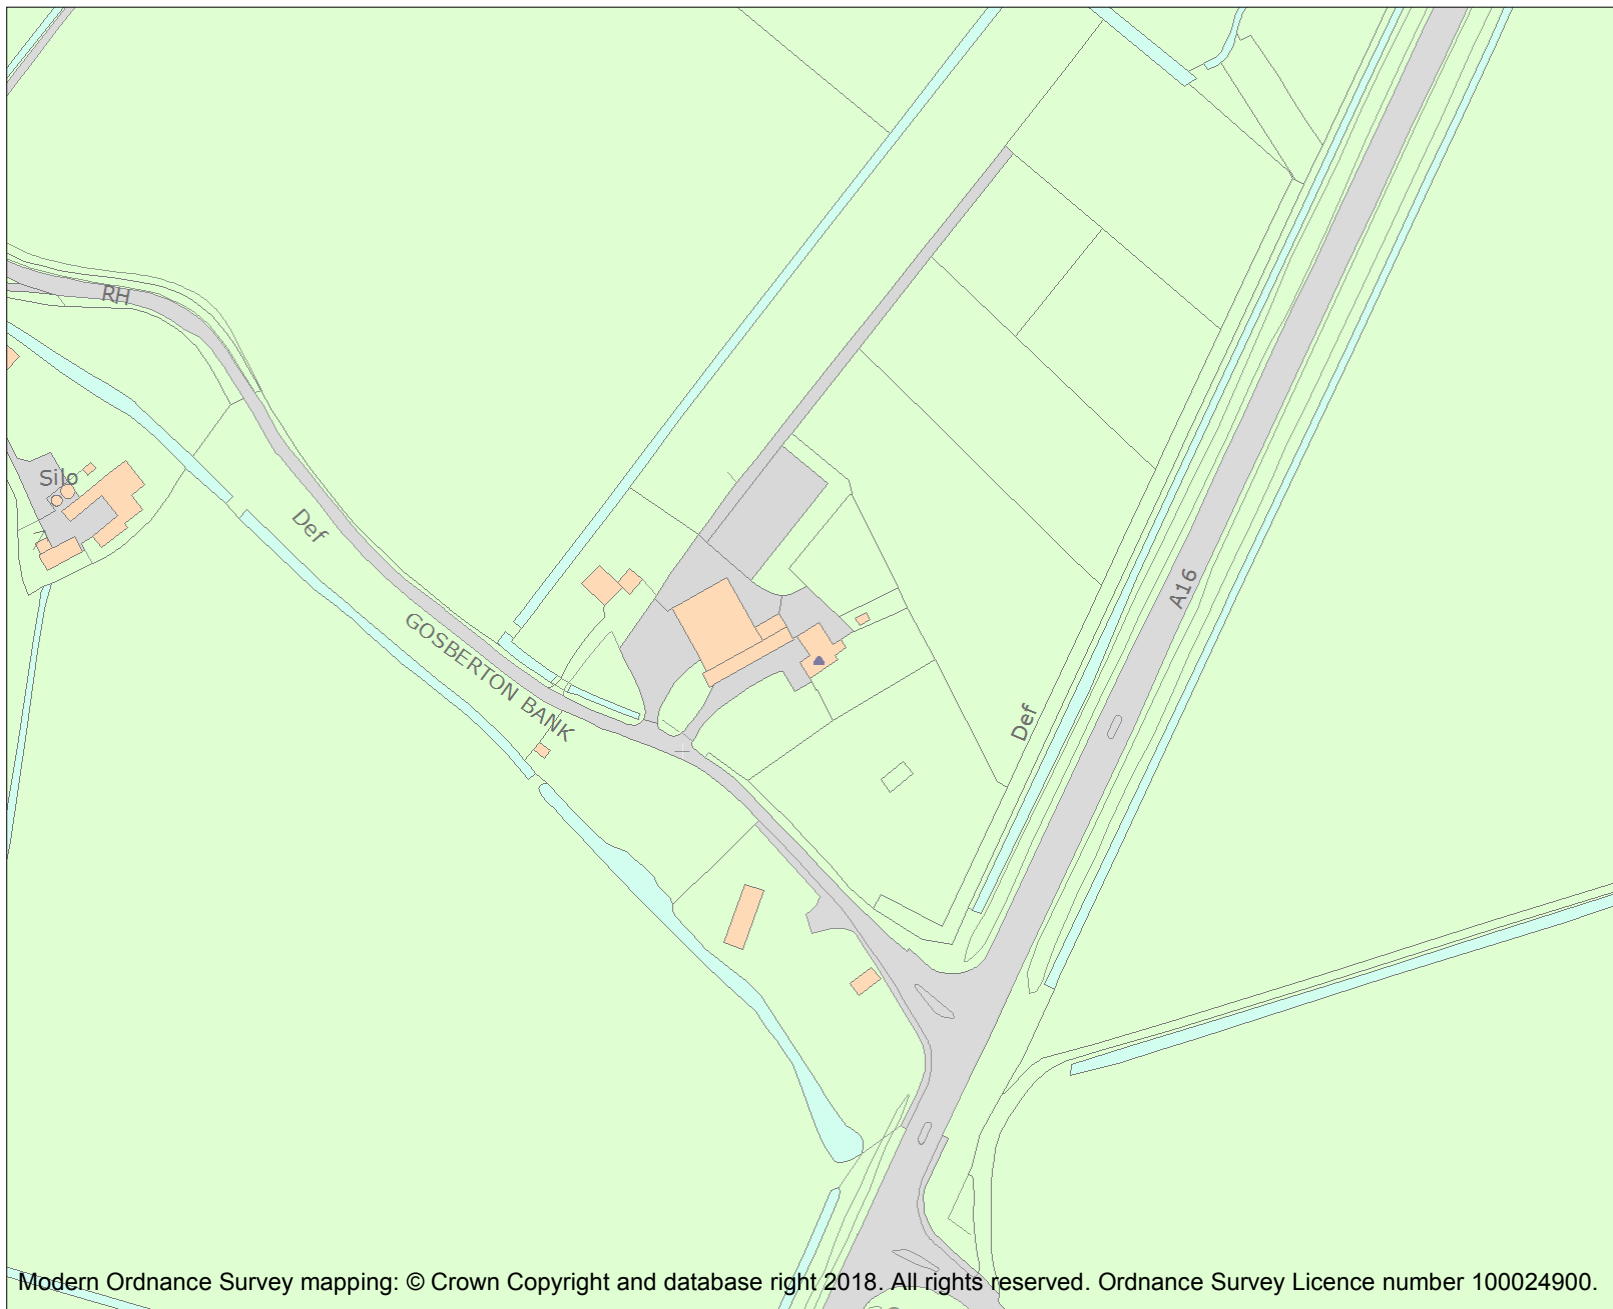 RH
Silo
Def
GOSBERTON BANK
A16
Def
Modern Ordnance Survey mapping: © Crown Copyright and database right 2018. All rights reserved. Ordnance Survey Licence number 100024900.